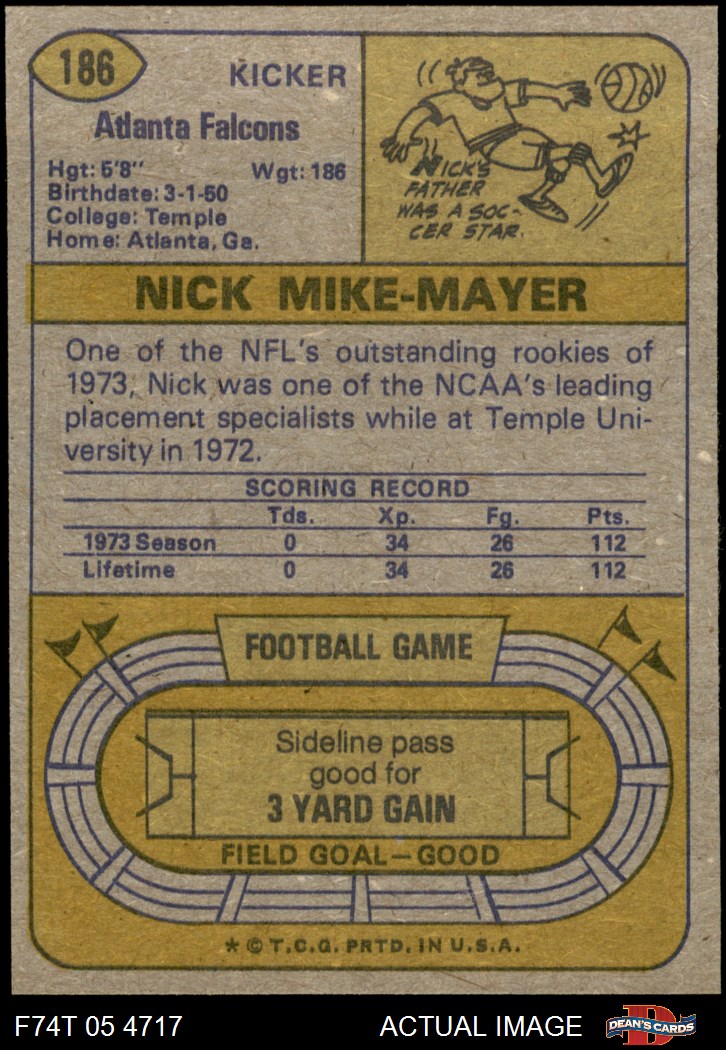 186
KICKER
Atlanta Falcons
Hgt: 5'8" Wgt: 186
Birthdate: 3-1-50
College: Temple
Home: Atlanta, Ga.
NICK'S
FATHER
WAS A SOC-
CER STAR.
NICK MIKE-MAYER
One of the NFL's outstanding rookies of
1973, Nick was one of the NCAA's leading
placement specialists while at Temple Uni-
versity in 1972.
SCORING RECORD
Tds. Xp. Fg. Pts.
1973 Season 0 34 26 112
Lifetime 0 34 26 112
FOOTBALL GAME
Sideline pass
good for
3 YARD GAIN
FIELD GOAL—GOOD
* © T.C.G. PRTD. IN U.S.A.
F74T 05 4717 ACTUAL IMAGE
D
DEAN'S CARDS